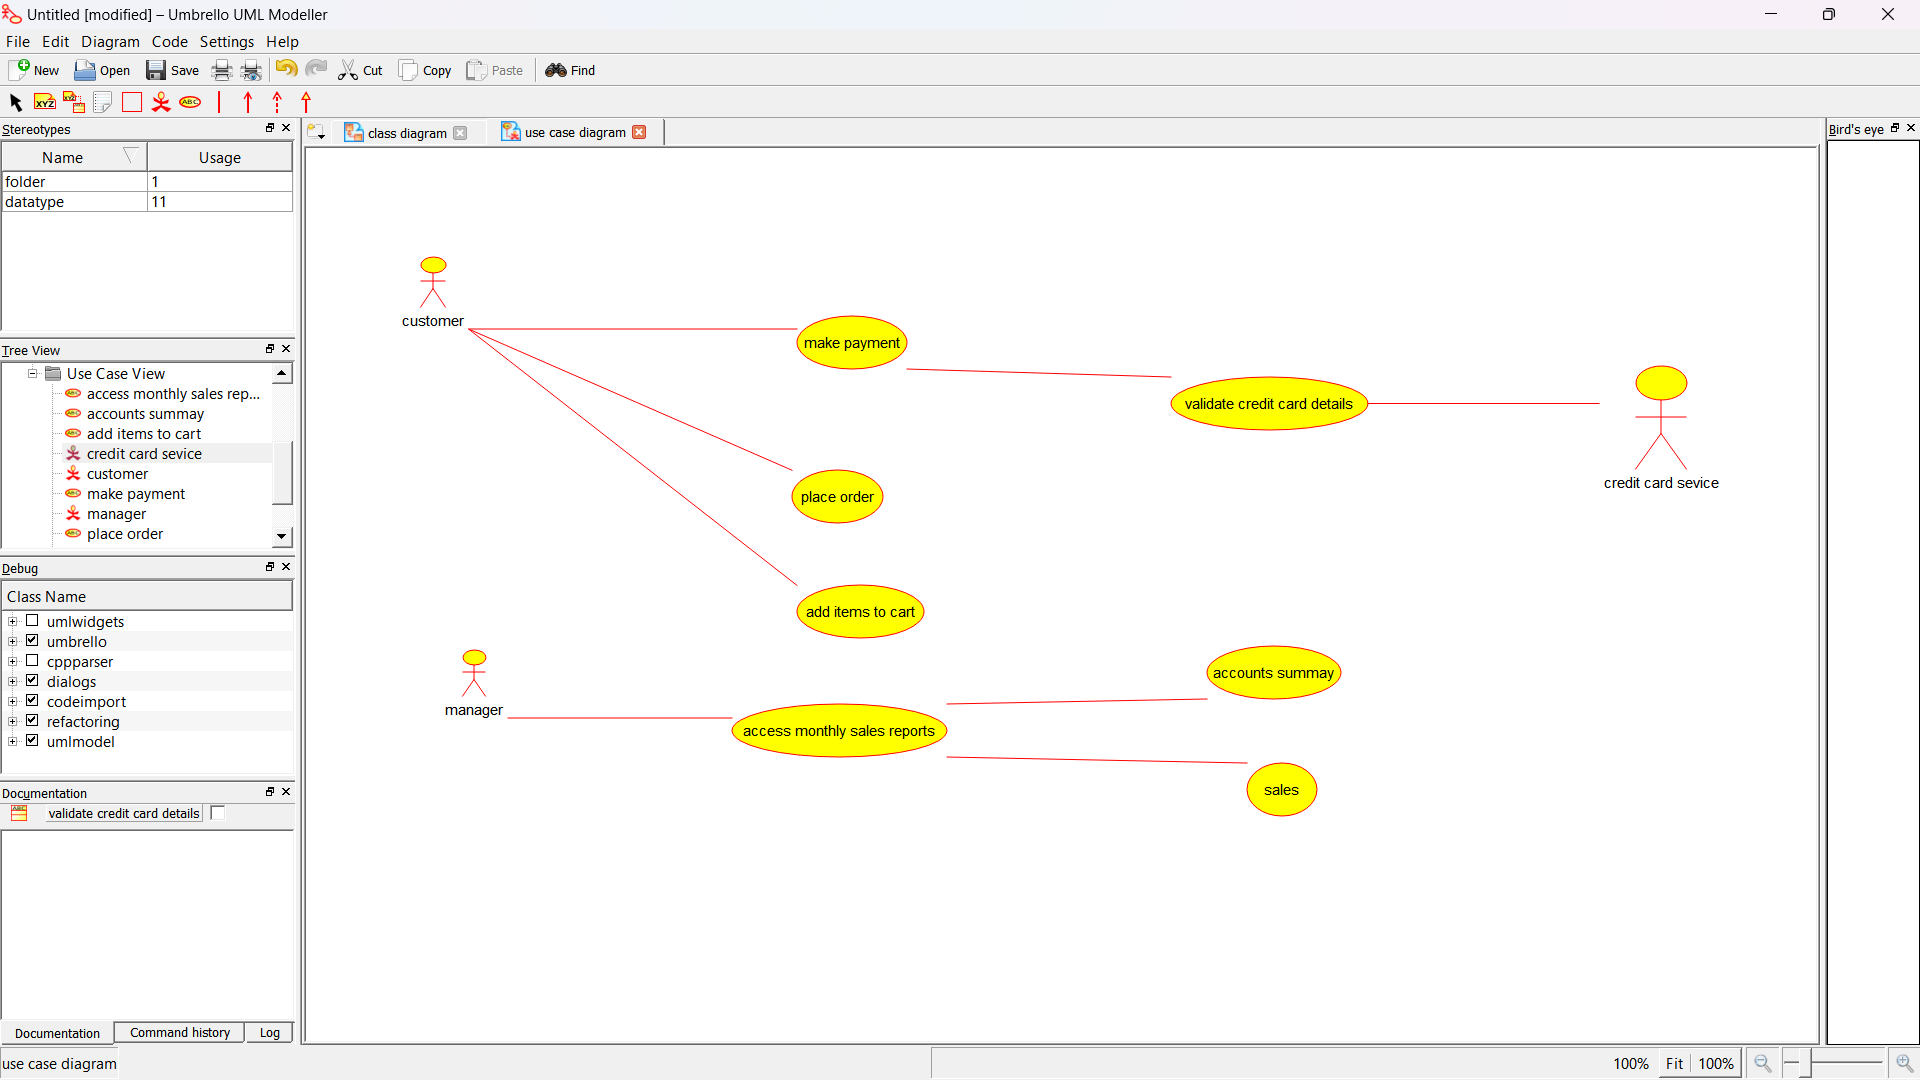 Untitled [modified] – Umbrello UML Modeller
File Edit Diagram Code Settings Help
New Open Save Cut Copy Paste Find
XYZ XYZ ABC
Stereotypes
Name Usage
folder 1
datatype 11
Tree View
Use Case View
access monthly sales rep...
accounts summay
add items to cart
credit card sevice
customer
make payment
manager
place order
Debug
Class Name
umlwidgets
umbrello
cppparser
dialogs
codeimport
refactoring
umlmodel
Documentation
validate credit card details
Documentation Command history Log
use case diagram
class diagram use case diagram
customer
make payment
validate credit card details
credit card sevice
place order
add items to cart
manager
accounts summay
access monthly sales reports
sales
Bird's eye
100% Fit 100%